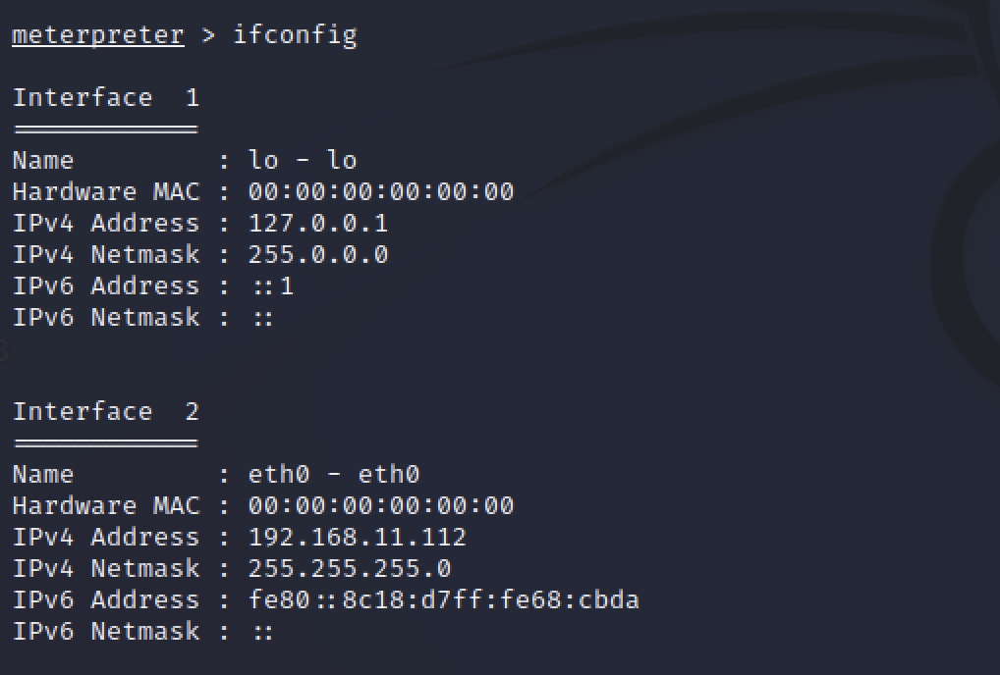 meterpreter > ifconfig
Interface  1
============
Name         : lo - lo
Hardware MAC : 00:00:00:00:00:00
IPv4 Address : 127.0.0.1
IPv4 Netmask : 255.0.0.0
IPv6 Address : ::1
IPv6 Netmask : ::
Interface  2
============
Name         : eth0 - eth0
Hardware MAC : 00:00:00:00:00:00
IPv4 Address : 192.168.11.112
IPv4 Netmask : 255.255.255.0
IPv6 Address : fe80::8c18:d7ff:fe68:cbda
IPv6 Netmask : ::